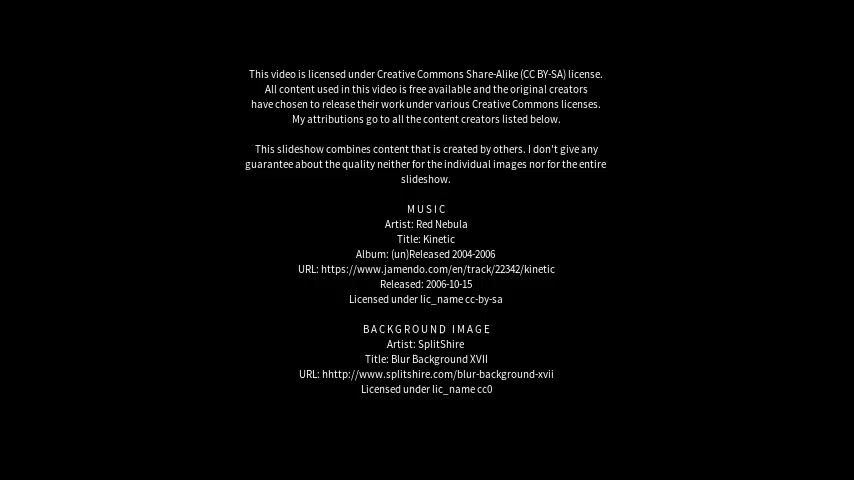 This video is licensed under Creative Commons Share-Alike (CC BY-SA) license.
All content used in this video is free available and the original creators
have chosen to release their work under various Creative Commons licenses.
My attributions go to all the content creators listed below.
This slideshow combines content that is created by others. I don't give any
guarantee about the quality neither for the individual images nor for the entire
slideshow.
MUSIC
Artist: Red Nebula
Title: Kinetic
Album: (un)Released 2004-2006
URL: https://www.jamendo.com/en/track/22342/kinetic
Released: 2006-10-15
Licensed under lic_name cc-by-sa
BACKGROUND IMAGE
Artist: SplitShire
Title: Blur Background XVII
URL: hhttp://www.splitshire.com/blur-background-xvii
Licensed under lic_name cc0